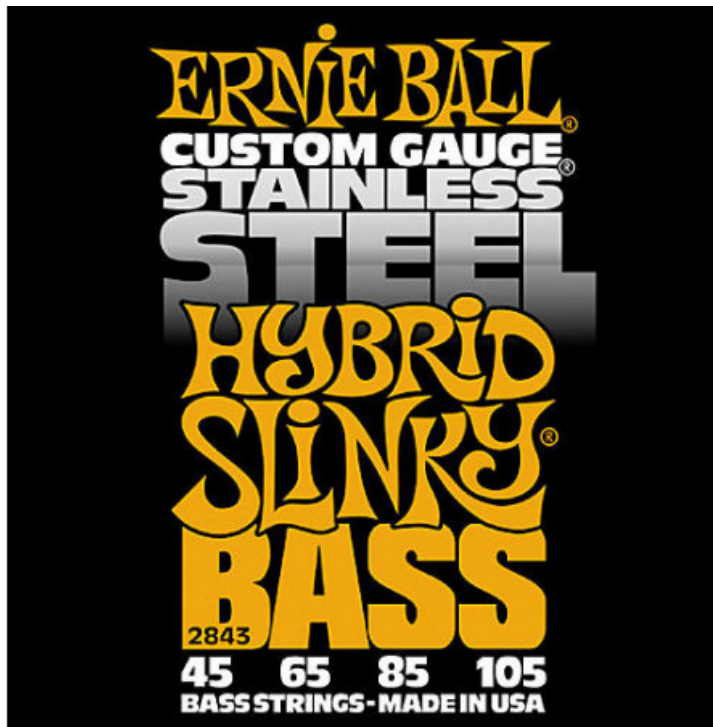 ERNiE BALL®
CUSTOM GAUGE®
STAINLESS
STEEL
HYBRiD
SLiNKY®
BASS
2843
45 65 85 105
BASS STRINGS-MADE IN USA